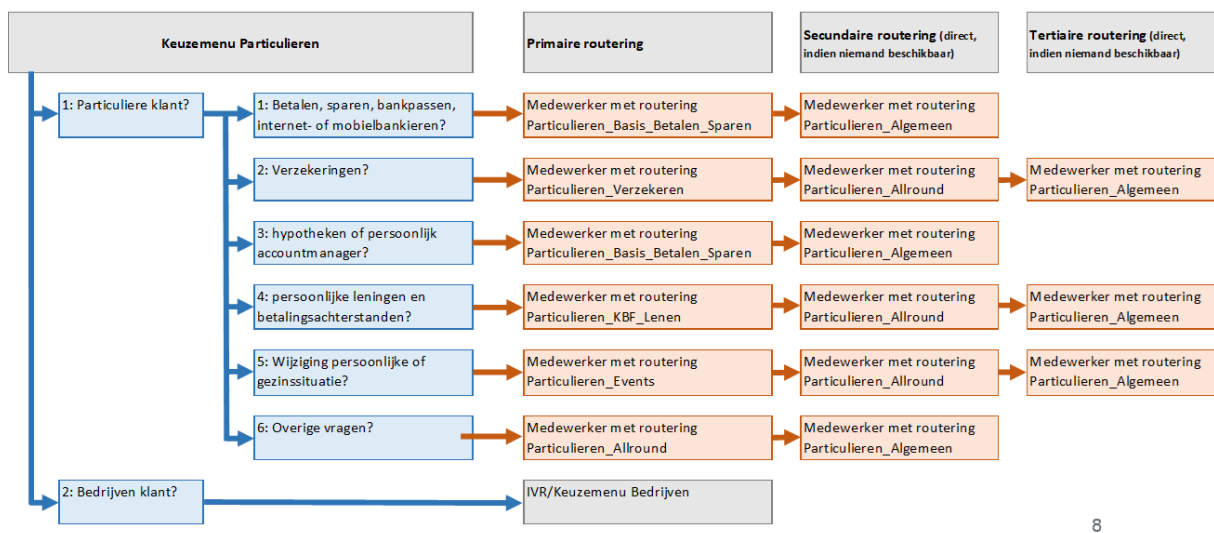 Keuzemenu Particulieren
Primaire routering
Secundaire routering (direct,
indien niemand beschikbaar)
Tertiaire routering (direct,
indien niemand beschikbaar)
1: Particuliere klant?
1: Betalen, sparen, bankpassen,
internet- of mobielbankieren?
Medewerker met routering
Particulieren_Basis_Betalen_Sparen
Medewerker met routering
Particulieren_Algemeen
2: Verzekeringen?
Medewerker met routering
Particulieren_Verzekeren
Medewerker met routering
Particulieren_Allround
Medewerker met routering
Particulieren_Algemeen
3: hypotheken of persoonlijk
accountmanager?
Medewerker met routering
Particulieren_Basis_Betalen_Sparen
Medewerker met routering
Particulieren_Algemeen
4: persoonlijke leningen en
betalingsachterstanden?
Medewerker met routering
Particulieren_KBF_Lenen
Medewerker met routering
Particulieren_Allround
Medewerker met routering
Particulieren_Algemeen
5: Wijziging persoonlijke of
gezinssituatie?
Medewerker met routering
Particulieren_Events
Medewerker met routering
Particulieren_Allround
Medewerker met routering
Particulieren_Algemeen
6: Overige vragen?
Medewerker met routering
Particulieren_Allround
Medewerker met routering
Particulieren_Algemeen
2: Bedrijven klant?
IVR/Keuzemenu Bedrijven
8